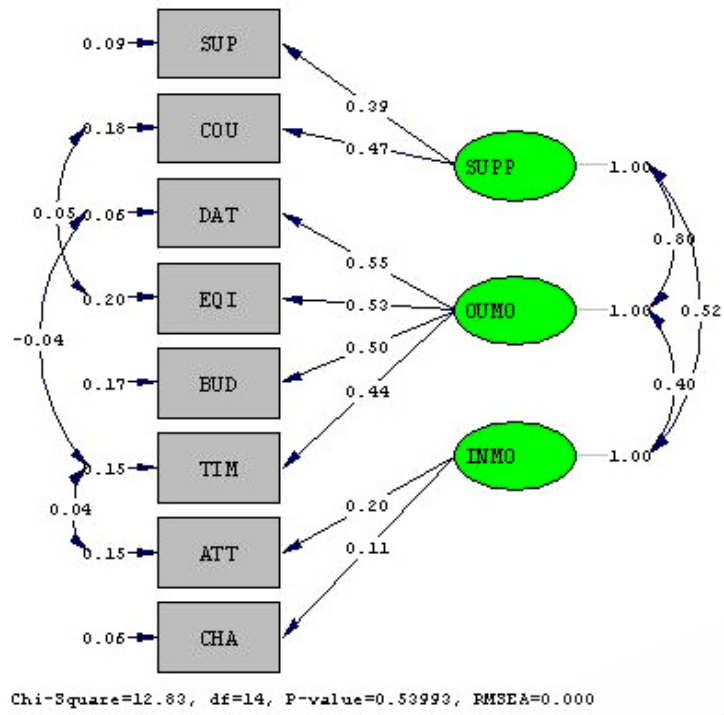 0.09 SUP
0.39
0.18 COU
0.47
SUPP 1.00
0.05 0.06 DAT
0.80
0.55
0.20 EQI
0.53
OUMO 1.00
0.52
-0.04
0.50
0.17 BUD
0.44
0.40
0.15 TIM
INMO 1.00
0.04
0.20
0.15 ATT
0.11
0.06 CHA
Chi-Square=12.83, df=14, P-value=0.53993, RMSEA=0.000